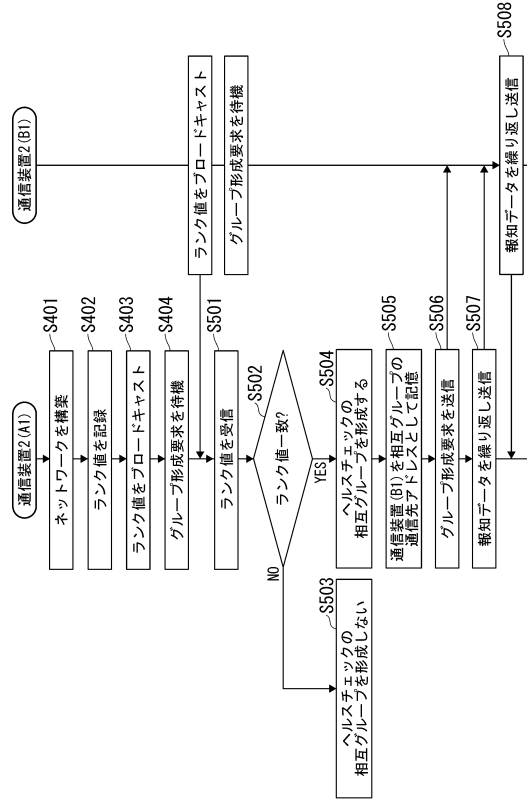 通信装置2(A1)
ネットワークを構築
S401
ランク値を記録
S402
ランク値をブロードキャスト
S403
グループ形成要求を待機
S404
ランク値を受信
S501
ランク値一致?
S502
NO
YES
ヘルスチェックの
相互グループを形成しない
S503
ヘルスチェックの
相互グループを形成する
S504
通信装置(B1)を相互グループの
通信先アドレスとして記憶
S505
グループ形成要求を送信
S506
報知データを繰り返し送信
S507
通信装置2(B1)
ランク値をブロードキャスト
グループ形成要求を待機
報知データを繰り返し送信
S508